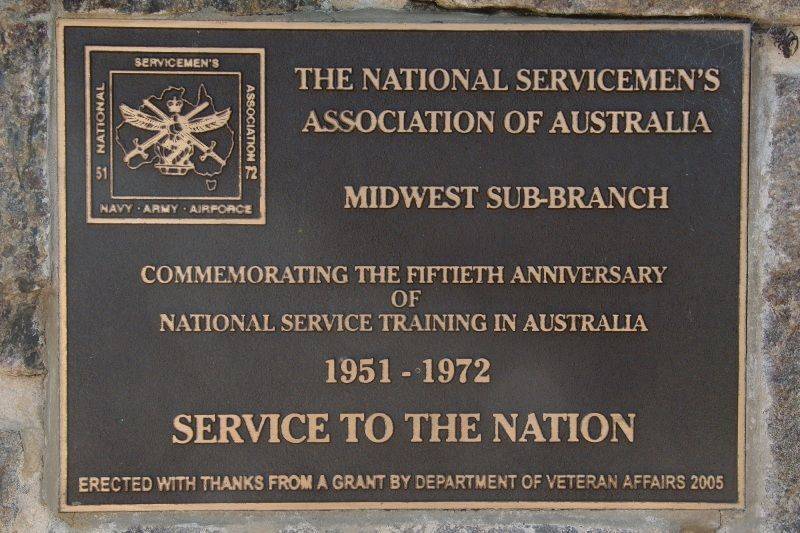 SERVICEMEN'S
NATIONAL
ASSOCIATION
51
72
NAVY · ARMY · AIRFORCE
THE NATIONAL SERVICEMEN'S
ASSOCIATION OF AUSTRALIA
MIDWEST SUB-BRANCH
COMMEMORATING THE FIFTIETH ANNIVERSARY
OF
NATIONAL SERVICE TRAINING IN AUSTRALIA
1951 - 1972
SERVICE TO THE NATION
ERECTED WITH THANKS FROM A GRANT BY DEPARTMENT OF VETERAN AFFAIRS 2005